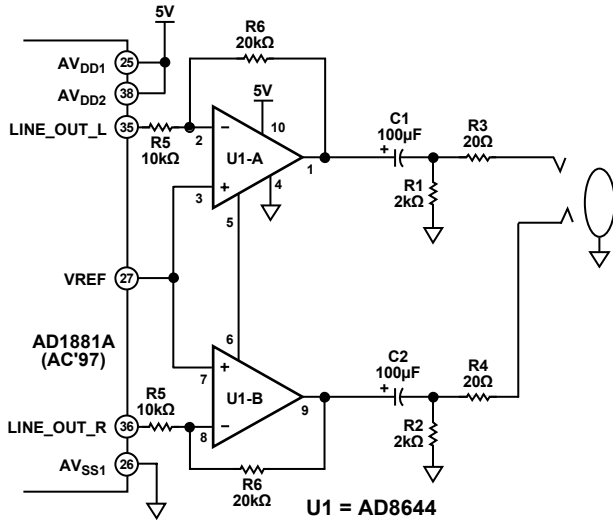 5V
R6
20kΩ
25
AVDD1
38
AVDD2
5V
C1
100µF
35
LINE_OUT_L
R5
10kΩ
−
2
10
U1-A
1
+
R3
20Ω
+
3
4
R1
2kΩ
5
27
VREF
AD1881A
(AC'97)
6
7
+
C2
100µF
R4
20Ω
U1-B
9
+
R5
10kΩ
36
LINE_OUT_R
8
−
R2
2kΩ
26
AVSS1
R6
20kΩ
U1 = AD8644